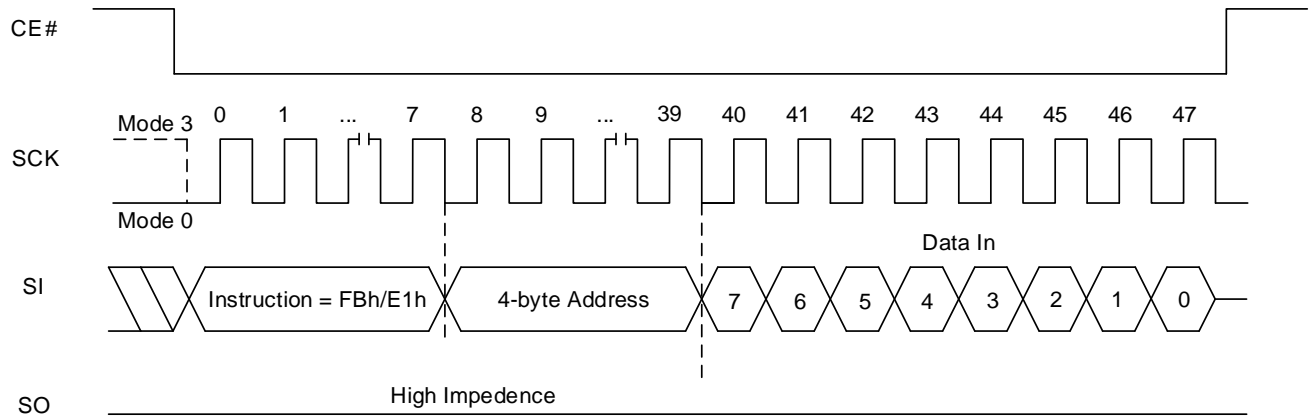 CE#
0 1 ... 7 8 9 ... 39 40 41 42 43 44 45 46 47
Mode 3
SCK
Mode 0
Data In
SI
Instruction = FBh/E1h 4-byte Address 7 6 5 4 3 2 1 0
High Impedence
SO